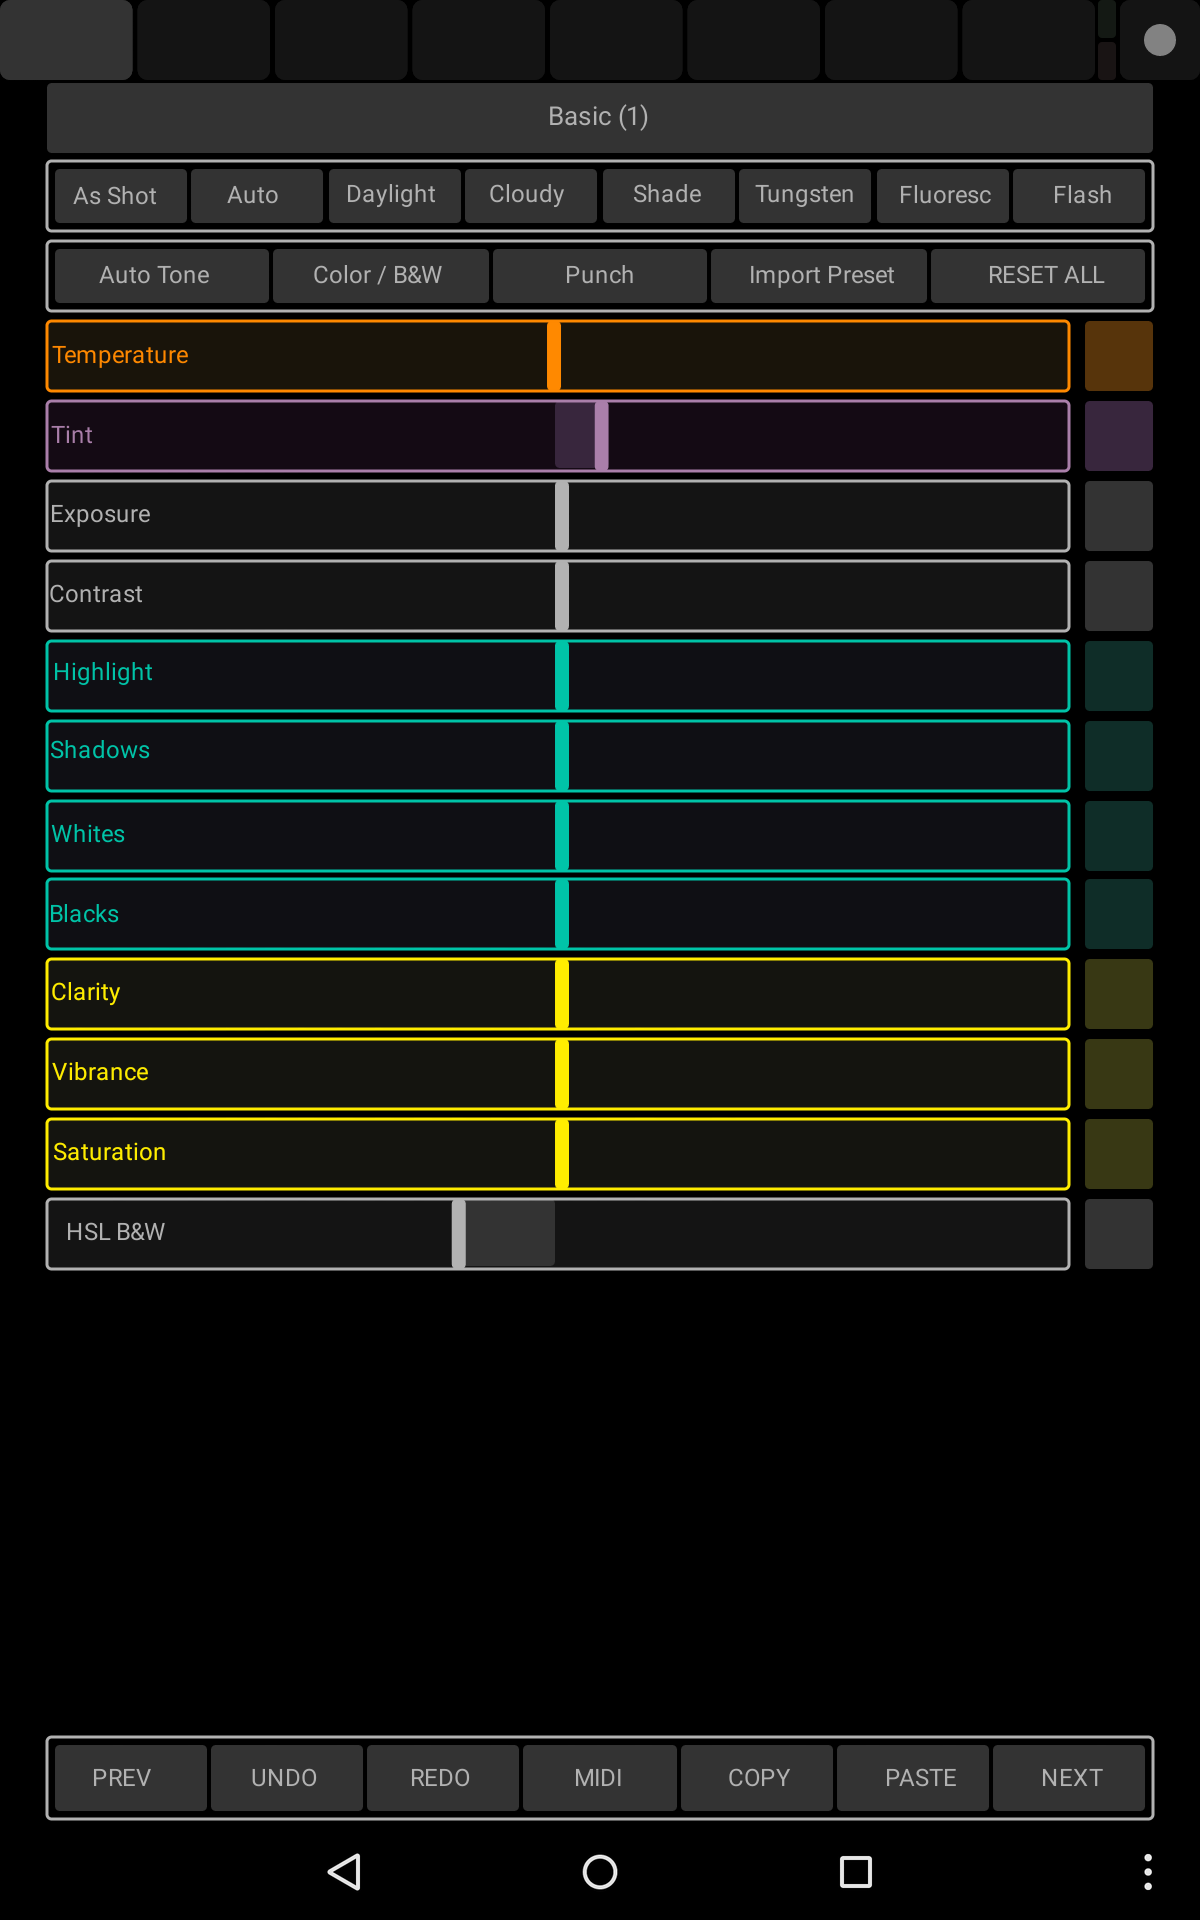 Basic (1)
As Shot Auto Daylight Cloudy Shade Tungsten Fluoresc Flash
Auto Tone Color / B&W Punch Import Preset RESET ALL
Temperature
Tint
Exposure
Contrast
Highlight
Shadows
Whites
Blacks
Clarity
Vibrance
Saturation
HSL B&W
PREV UNDO REDO MIDI COPY PASTE NEXT